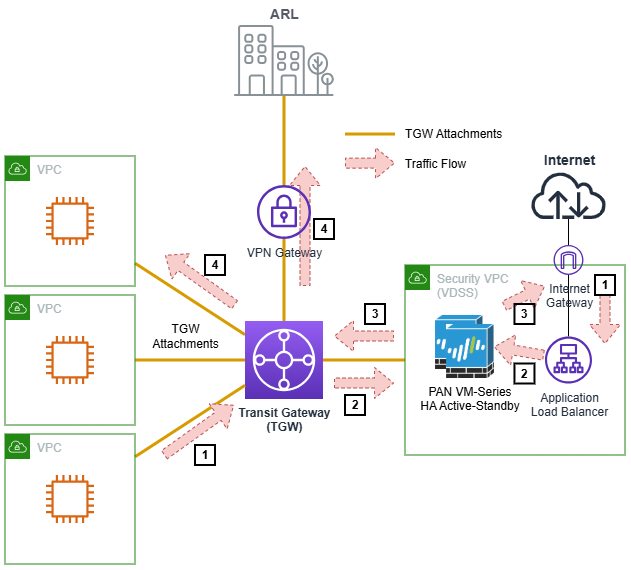 ARL
TGW Attachments
Traffic Flow
Internet
VPC
4
VPN Gateway
4
Security VPC
(VDSS)
Internet
Gateway
1
3
3
VPC
TGW
Attachments
2
PAN VM-Series
HA Active-Standby
Application
Load Balancer
2
Transit Gateway
(TGW)
VPC
1